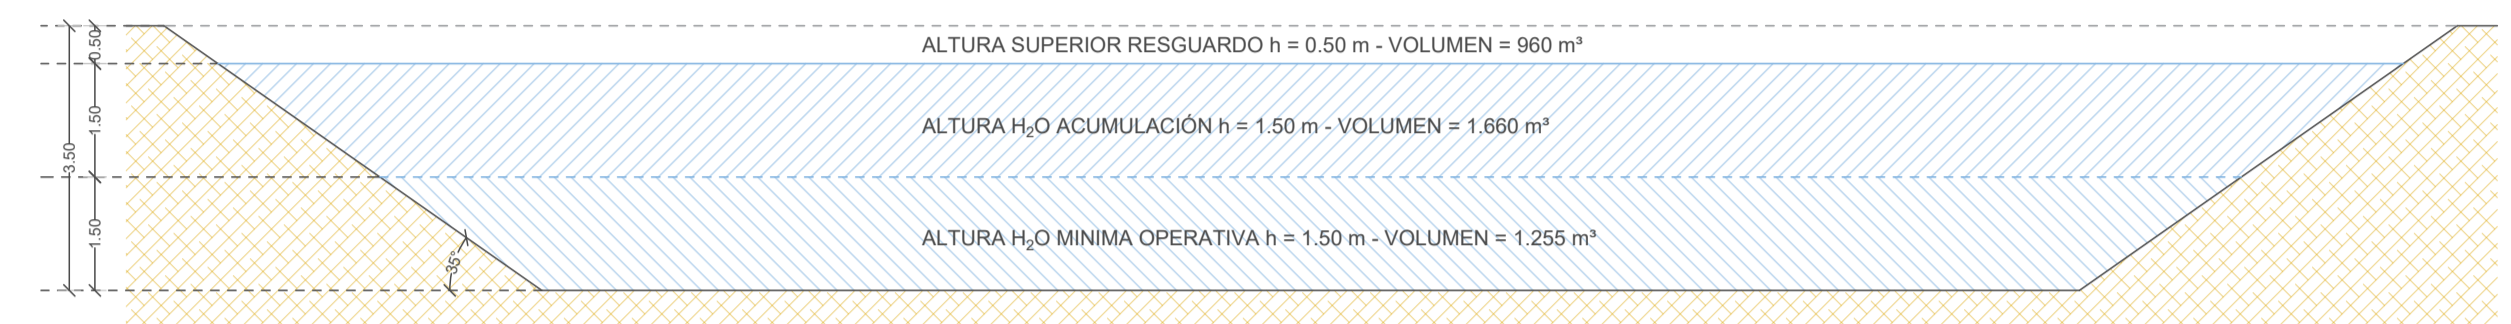 ALTURA SUPERIOR RESGUARDO h = 0.50 m - VOLUMEN = 960 m³
0.50
ALTURA H₂O ACUMULACIÓN h = 1.50 m - VOLUMEN = 1.660 m³
1.50
3.50
ALTURA H₂O MINIMA OPERATIVA h = 1.50 m - VOLUMEN = 1.255 m³
1.50
35°